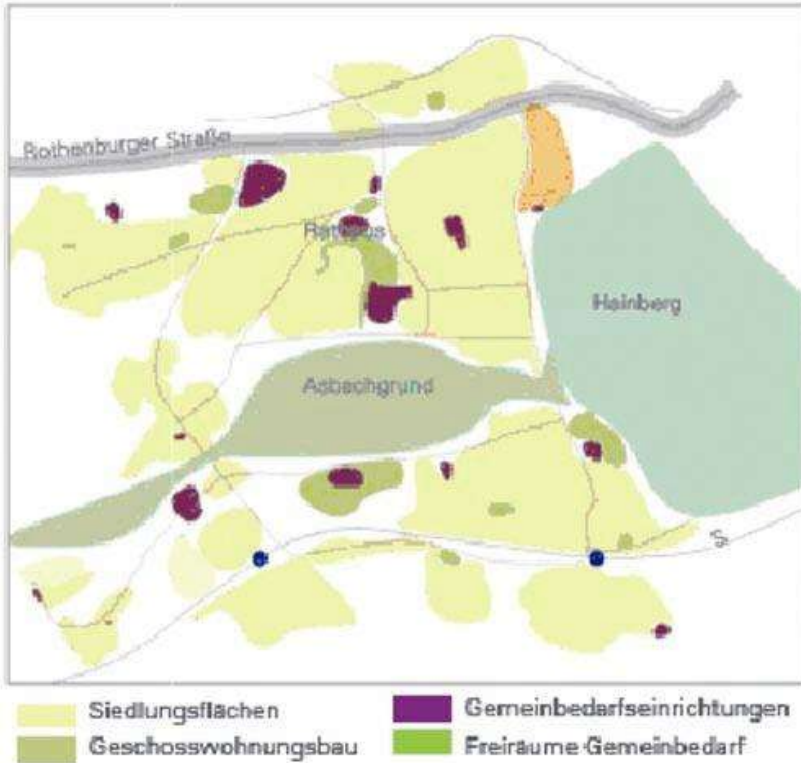 Rothenburger Straße
Rathaus
Hainberg
Asbachgrund
S
Siedlungsflächen
Gemeinbedarfseinrichtungen
Geschosswohnungsbau
Freiräume Gemeinbedarf